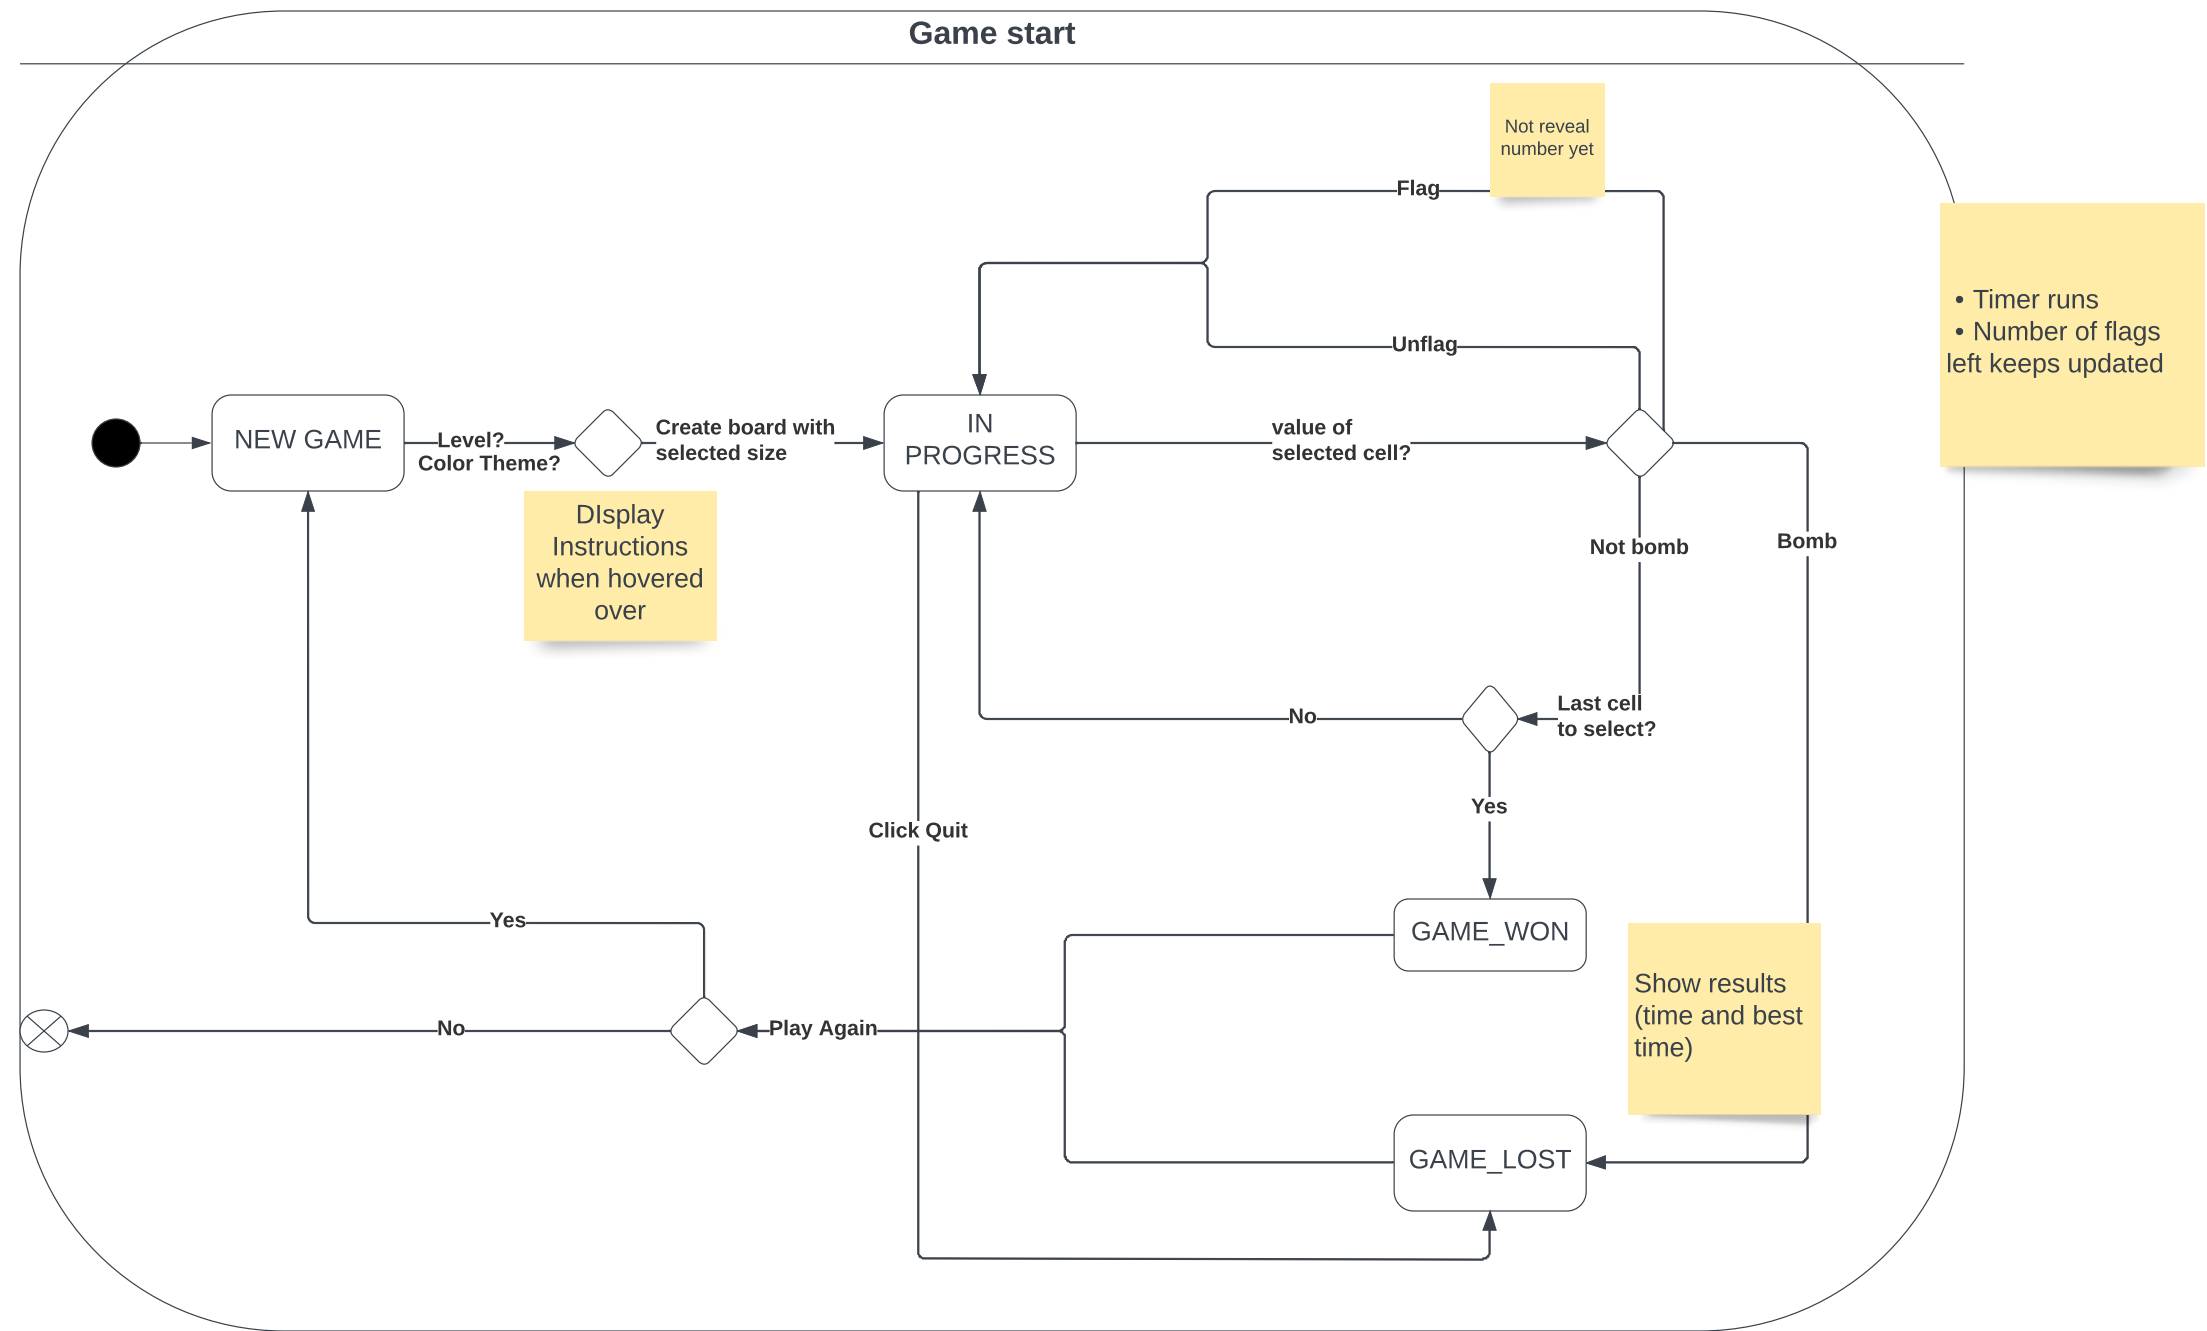 Game start
Not reveal
number yet
Flag
• Timer runs
• Number of flags
left keeps updated
Unflag
NEW GAME
Level?
Color Theme?
Create board with
selected size
IN
PROGRESS
value of
selected cell?
DIsplay
Instructions
when hovered
over
Not bomb
Bomb
Last cell
to select?
No
Yes
Click Quit
Yes
GAME_WON
Show results
(time and best
time)
No
Play Again
GAME_LOST